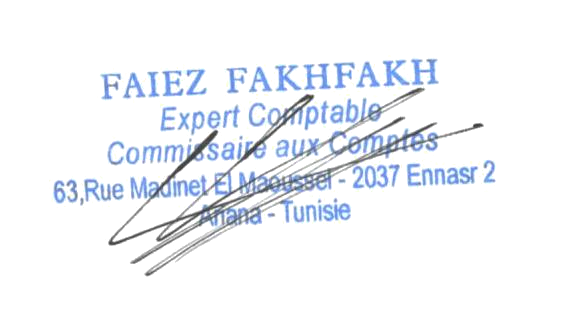 FAIEZ FAKHFAKH
Expert Comptable
Commissaire aux Comptes
63,Rue Madinet El Maoussel - 2037 Ennasr 2
Ariana - Tunisie